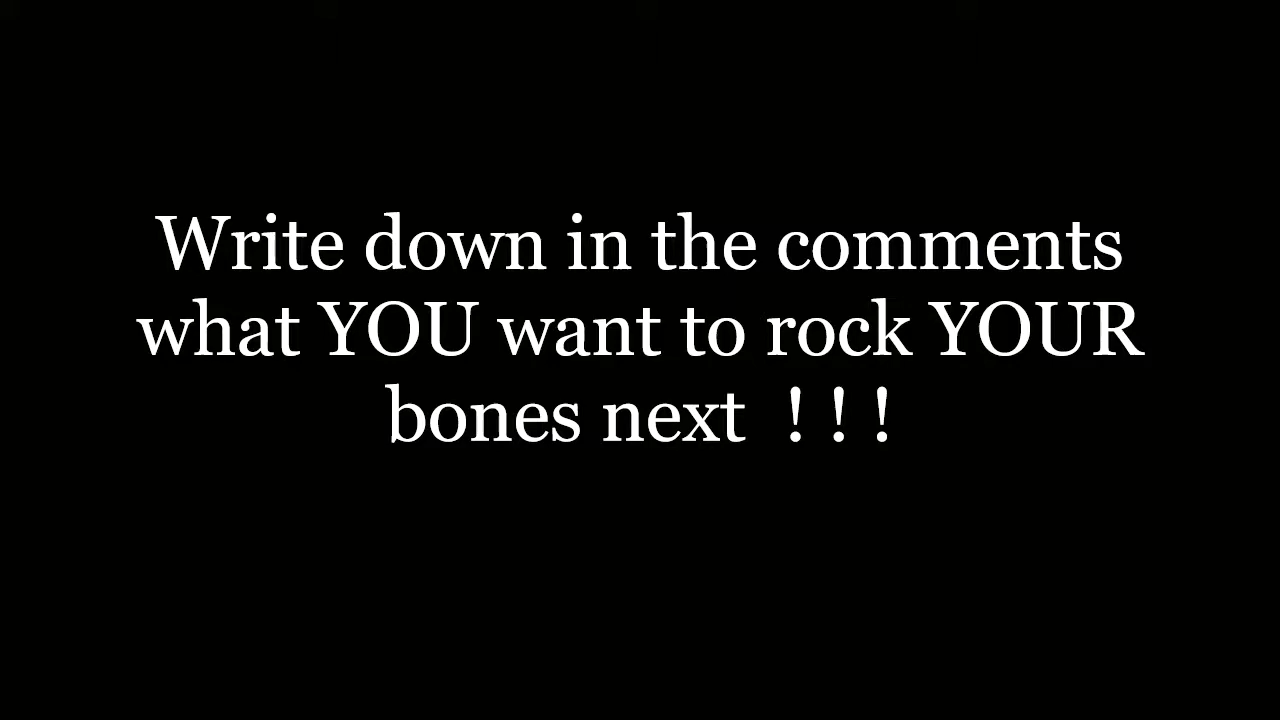 Write down in the comments
what YOU want to rock YOUR
bones next  ! ! !